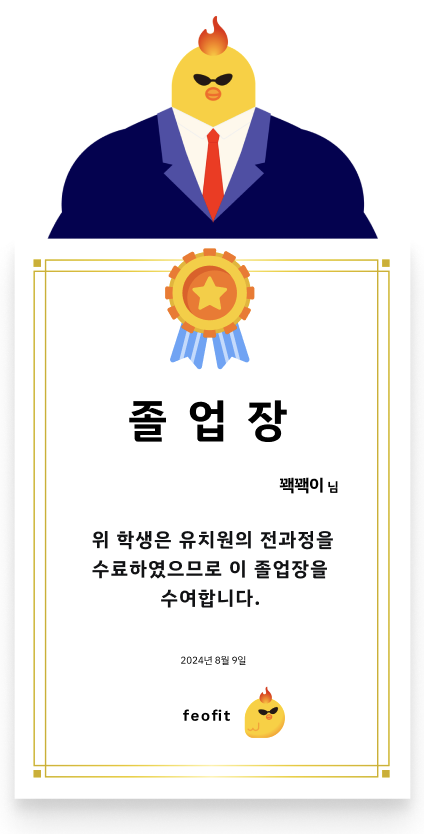 졸 업 장
꽥꽥이 님
위 학생은 유치원의 전과정을
수료하였으므로 이 졸업장을
수여합니다.
2024년 8월 9일
feofit